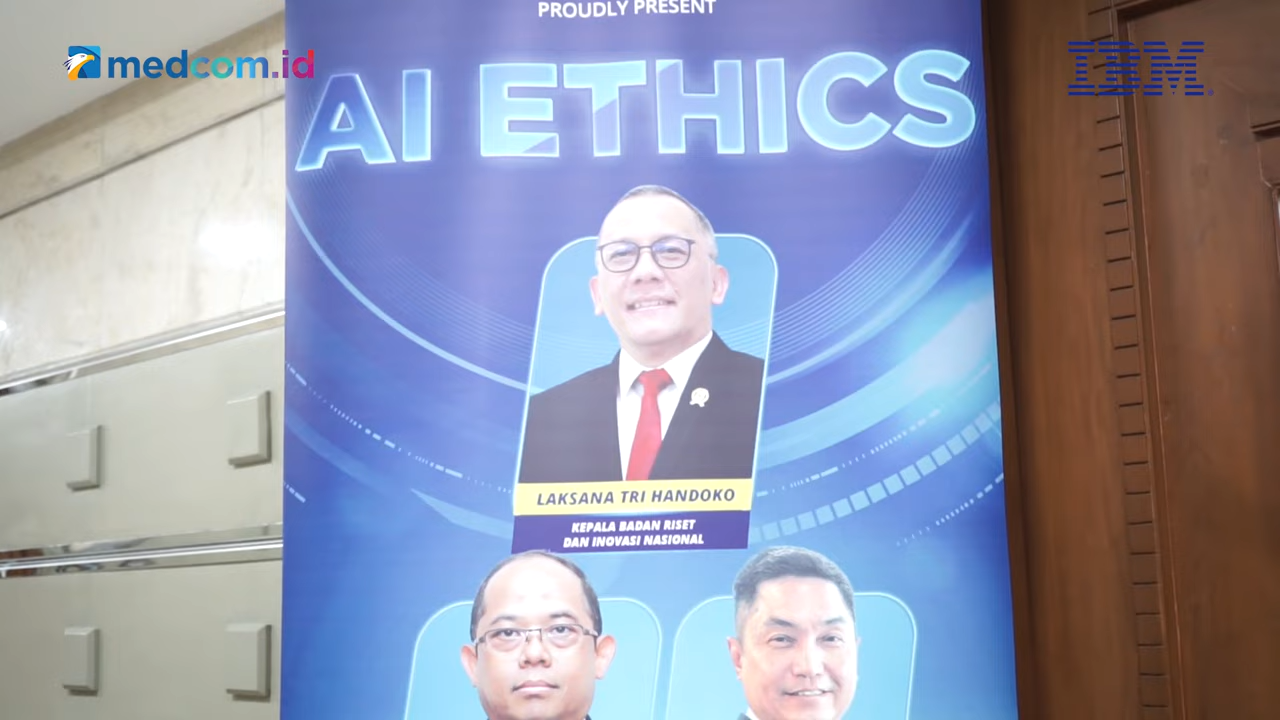 PROUDLY PRESENT
medcom.id
IBM
AI ETHICS
LAKSANA TRI HANDOKO
KEPALA BADAN RISET
DAN INOVASI NASIONAL